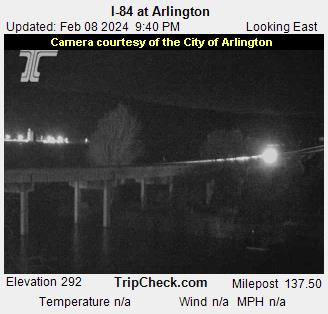 I-84 at Arlington
Updated: Feb 08 2024 9:40 PM Looking East
Camera courtesy of the City of Arlington
Elevation 292 TripCheck.com Milepost 137.50
Temperature n/a Wind n/a MPH n/a